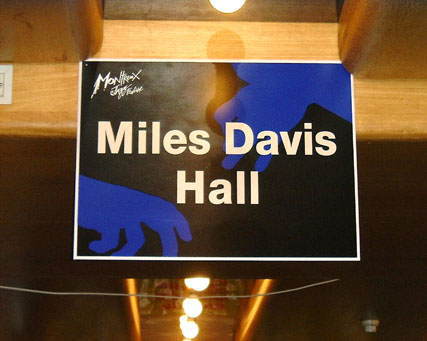 Montreux
Jazz Festival
Miles Davis
Hall